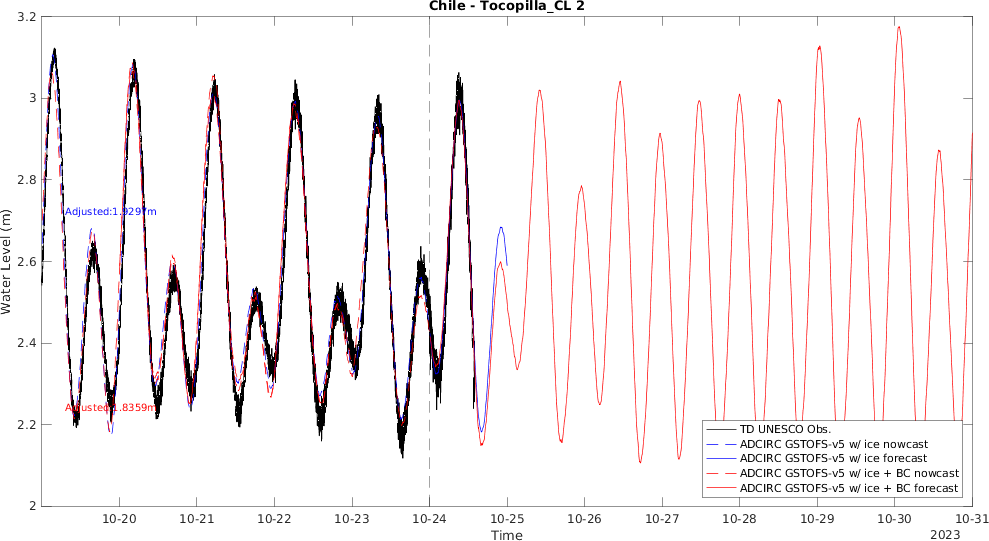 Chile - Tocopilla_CL 2
3.2
3
2.8
2.6
2.4
2.2
2
Water Level (m)
Adjusted:1.9297m
Adjusted:1.8359m
TD UNESCO Obs.
ADCIRC GSTOFS-v5 w/ ice nowcast
ADCIRC GSTOFS-v5 w/ ice forecast
ADCIRC GSTOFS-v5 w/ ice + BC nowcast
ADCIRC GSTOFS-v5 w/ ice + BC forecast
10-20 10-21 10-22 10-23 10-24 10-25 10-26 10-27 10-28 10-29 10-30 10-31
Time
2023